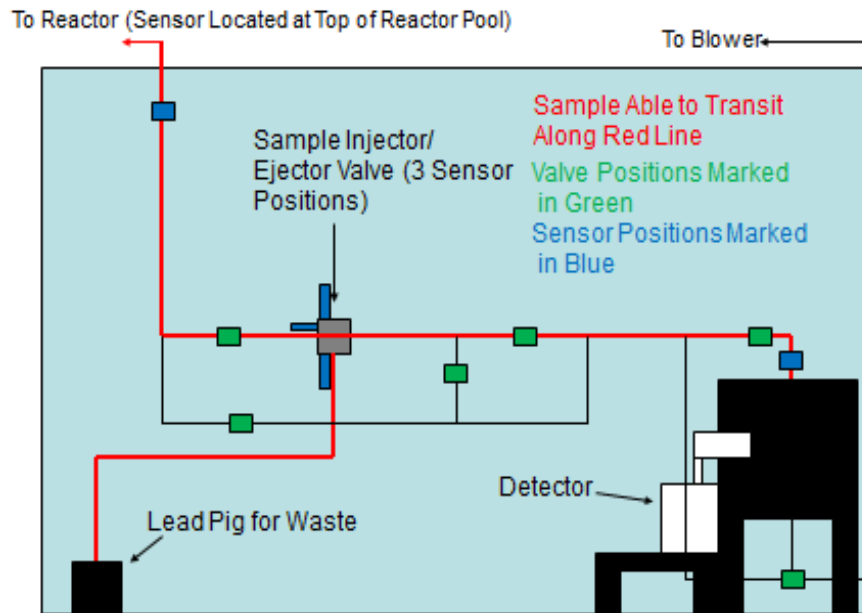 To Reactor (Sensor Located at Top of Reactor Pool)
To Blower
Sample Able to Transit
Along Red Line
Sample Injector/
Ejector Valve (3 Sensor
Positions)
Valve Positions Marked
in Green
Sensor Positions Marked
in Blue
Detector
Lead Pig for Waste